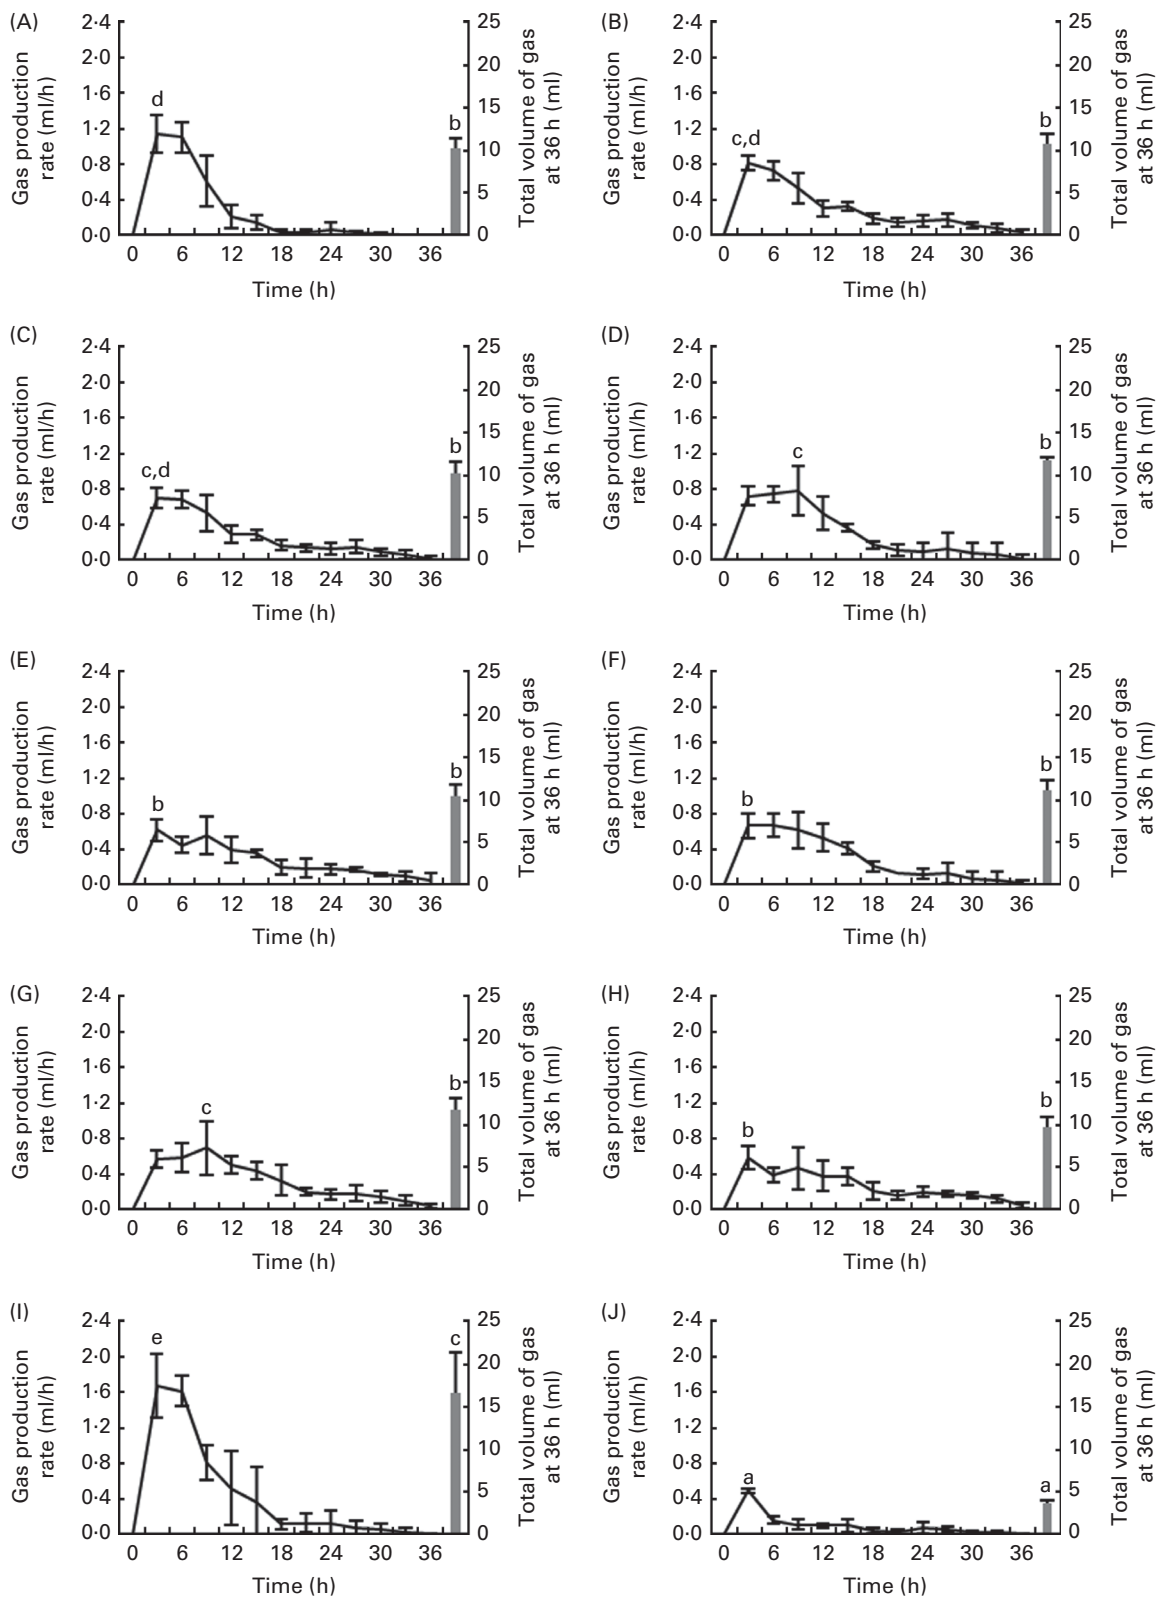 (A)
Gas production
rate (ml/h)
2·4
2·0
1·6
1·2
0·8
0·4
0·0
d
b
25
20
15
10
5
0
Total volume of gas
at 36 h (ml)
0 6 12 18 24 30 36
Time (h)
(B)
Gas production
rate (ml/h)
2·4
2·0
1·6
1·2
0·8
0·4
0·0
c,d
b
25
20
15
10
5
0
Total volume of gas
at 36 h (ml)
0 6 12 18 24 30 36
Time (h)
(C)
Gas production
rate (ml/h)
2·4
2·0
1·6
1·2
0·8
0·4
0·0
c,d
b
25
20
15
10
5
0
Total volume of gas
at 36 h (ml)
0 6 12 18 24 30 36
Time (h)
(D)
Gas production
rate (ml/h)
2·4
2·0
1·6
1·2
0·8
0·4
0·0
c
b
25
20
15
10
5
0
Total volume of gas
at 36 h (ml)
0 6 12 18 24 30 36
Time (h)
(E)
Gas production
rate (ml/h)
2·4
2·0
1·6
1·2
0·8
0·4
0·0
b
b
25
20
15
10
5
0
Total volume of gas
at 36 h (ml)
0 6 12 18 24 30 36
Time (h)
(F)
Gas production
rate (ml/h)
2·4
2·0
1·6
1·2
0·8
0·4
0·0
b
b
25
20
15
10
5
0
Total volume of gas
at 36 h (ml)
0 6 12 18 24 30 36
Time (h)
(G)
Gas production
rate (ml/h)
2·4
2·0
1·6
1·2
0·8
0·4
0·0
c
b
25
20
15
10
5
0
Total volume of gas
at 36 h (ml)
0 6 12 18 24 30 36
Time (h)
(H)
Gas production
rate (ml/h)
2·4
2·0
1·6
1·2
0·8
0·4
0·0
b
b
25
20
15
10
5
0
Total volume of gas
at 36 h (ml)
0 6 12 18 24 30 36
Time (h)
(I)
Gas production
rate (ml/h)
2·4
2·0
1·6
1·2
0·8
0·4
0·0
e
c
25
20
15
10
5
0
Total volume of gas
at 36 h (ml)
0 6 12 18 24 30 36
Time (h)
(J)
Gas production
rate (ml/h)
2·4
2·0
1·6
1·2
0·8
0·4
0·0
a
a
25
20
15
10
5
0
Total volume of gas
at 36 h (ml)
0 6 12 18 24 30 36
Time (h)